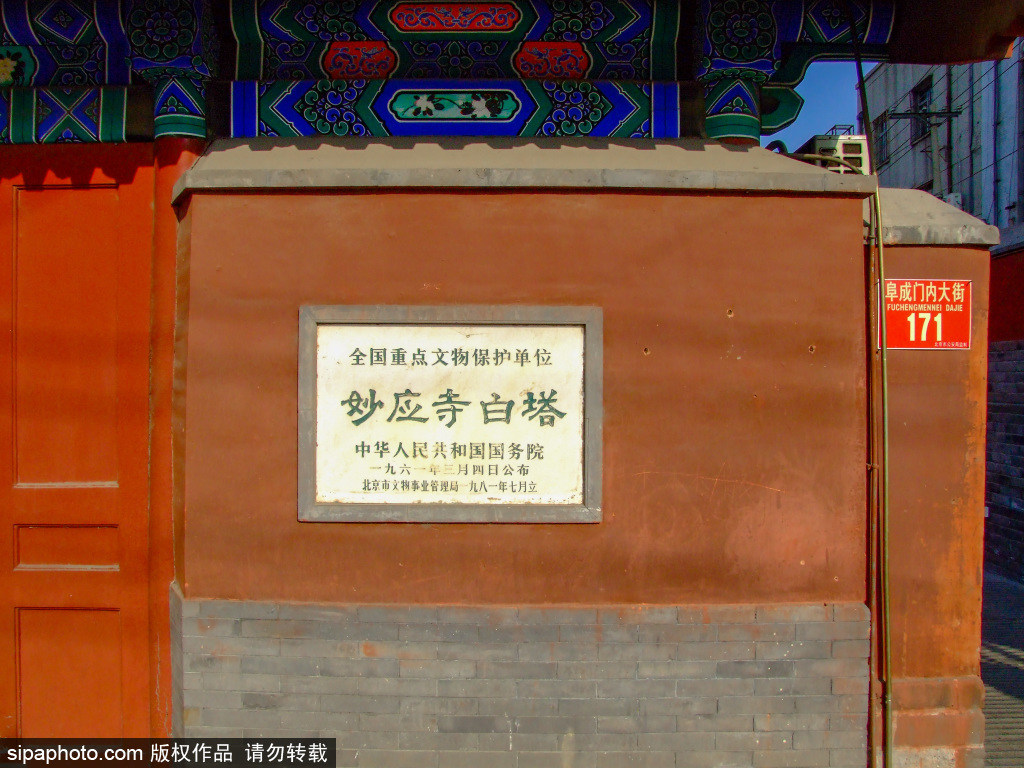 全国重点文物保护单位
妙应寺白塔
中华人民共和国国务院
一九六一年三月四日公布
北京市文物事业管理局一九八一年七月立
阜成门内大街
FUCHENGMENNEI DAJIE
171
sipaphoto.com 版权作品 请勿转载